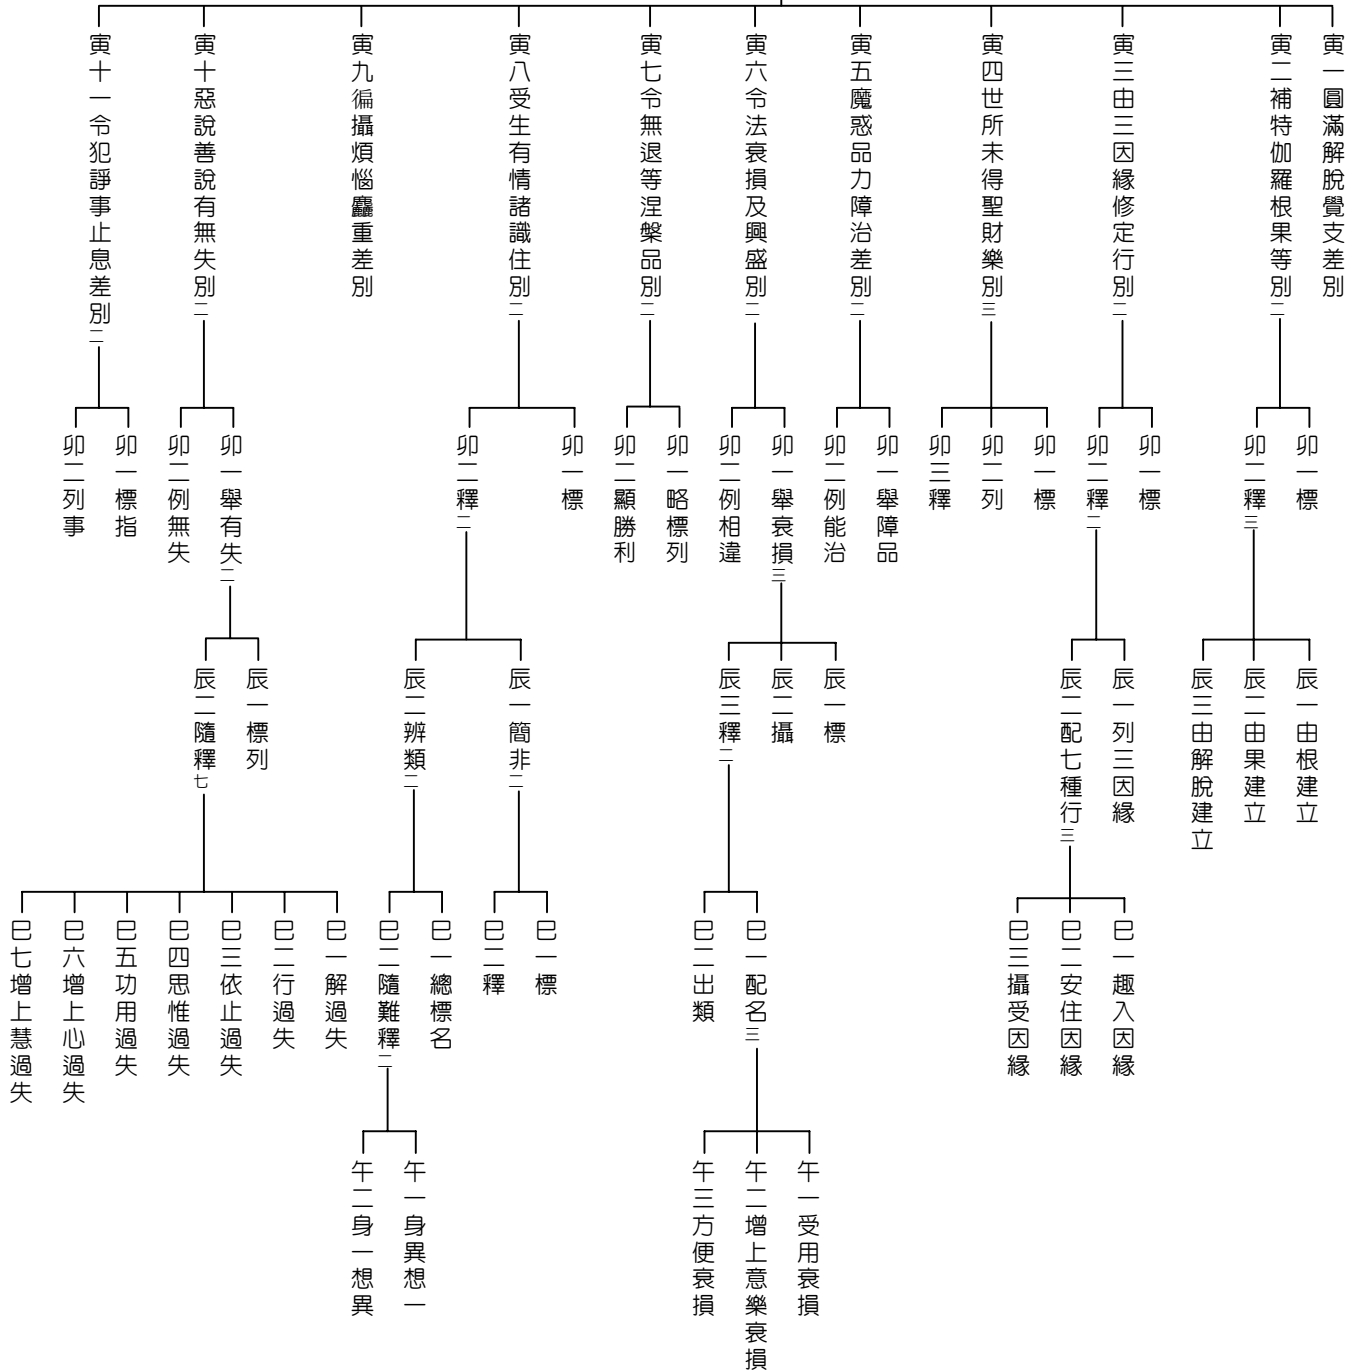 寅一圓滿解脫覺支差別
寅二補特伽羅根果等別二
卯一標
卯二釋三
辰一由根建立
辰二由果建立
辰三由解脫建立
寅三由三因緣修定行別二
卯一標
卯二釋二
辰一列三因緣
辰二配七種行三
巳一趣入因緣
巳二安住因緣
巳三攝受因緣
寅四世所未得聖財樂別三
卯一標
卯二列
卯三釋
寅五魔惑品力障治差別二
卯一舉障品
卯二例能治
寅六令法衰損及興盛別二
卯一舉衰損三
辰一標
辰二攝
辰三釋二
巳一配名三
午一受用衰損
午二增上意樂衰損
午三方便衰損
巳二出類
卯二例相違
寅七令無退等涅槃品別二
卯一略標列
卯二顯勝利
寅八受生有情諸識住別二
卯一標
卯二釋二
辰一簡非二
巳一標
巳二釋
辰二辨類二
巳一總標名
巳二隨難釋二
午一身異想一
午二身一想異
寅九徧攝煩惱麤重差別
寅十惡說善說有無失別二
卯一舉有失二
辰一標列
辰二隨釋七
巳一解過失
巳二行過失
巳三依止過失
巳四思惟過失
巳五功用過失
巳六增上心過失
巳七增上慧過失
卯二例無失
寅十一令犯諍事止息差別二
卯一標指
卯二列事